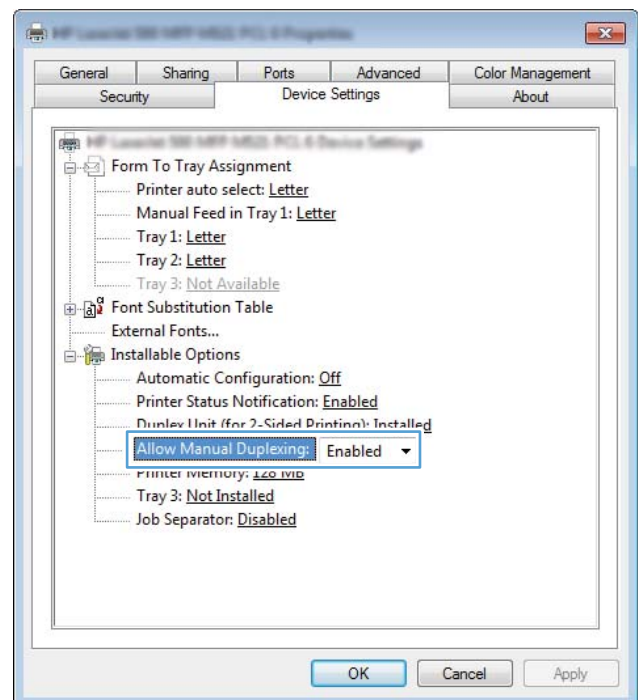 General Sharing Ports Advanced Color Management
Security Device Settings About
Form To Tray Assignment
Printer auto select: Letter
Manual Feed in Tray 1: Letter
Tray 1: Letter
Tray 2: Letter
Tray 3: Not Available
Font Substitution Table
External Fonts...
Installable Options
Automatic Configuration: Off
Printer Status Notification: Enabled
Duplex Unit (for 2-Sided Printing): Installed
Allow Manual Duplexing: Enabled
Printer Memory: 128 MB
Tray 3: Not Installed
Job Separator: Disabled
OK Cancel Apply